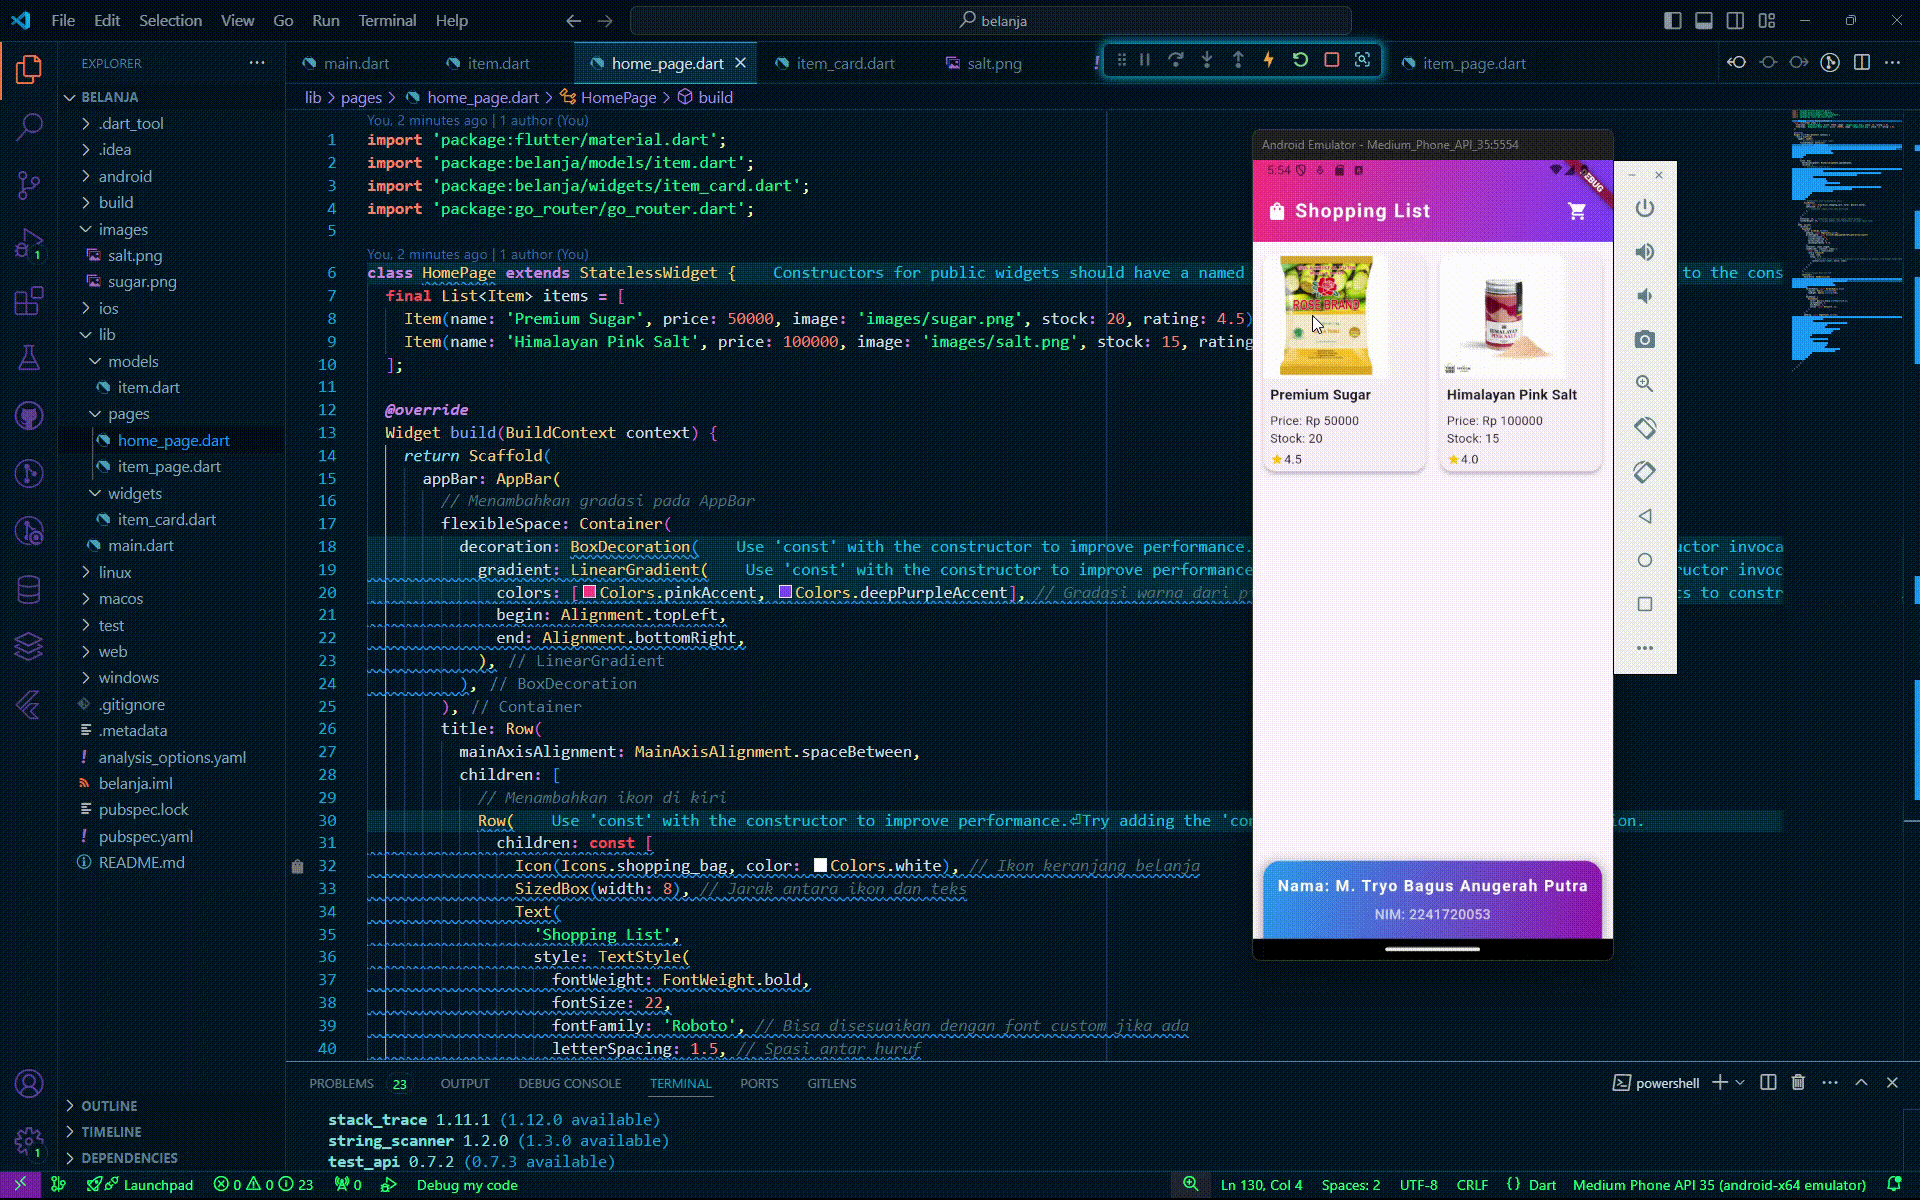 File Edit Selection View Go Run Terminal Help
belanja
EXPLORER
main.dart
item.dart
home_page.dart
item_card.dart
salt.png
item_page.dart
lib > pages > home_page.dart > HomePage > build
BELANJA
.dart_tool
.idea
android
build
images
salt.png
sugar.png
ios
lib
models
item.dart
pages
home_page.dart
item_page.dart
widgets
item_card.dart
main.dart
linux
macos
test
web
windows
.gitignore
.metadata
analysis_options.yaml
belanja.iml
pubspec.lock
pubspec.yaml
README.md
OUTLINE
TIMELINE
DEPENDENCIES
You, 2 minutes ago | 1 author (You)
1 import 'package:flutter/material.dart';
2 import 'package:belanja/models/item.dart';
3 import 'package:belanja/widgets/item_card.dart';
4 import 'package:go_router/go_router.dart';
5
You, 2 minutes ago | 1 author (You)
6 class HomePage extends StatelessWidget { Constructors for public widgets should have a named to the cons
7 final List<Item> items = [
8 Item(name: 'Premium Sugar', price: 50000, image: 'images/sugar.png', stock: 20, rating: 4.5)
9 Item(name: 'Himalayan Pink Salt', price: 100000, image: 'images/salt.png', stock: 15, rating
10 ];
11
12 @override
13 Widget build(BuildContext context) {
14 return Scaffold(
15 appBar: AppBar(
16 // Menambahkan gradasi pada AppBar
17 flexibleSpace: Container(
18 decoration: BoxDecoration( Use 'const' with the constructor to improve performance. uctor invoca
19 gradient: LinearGradient( Use 'const' with the constructor to improve performance ructor invoc
20 colors: [Colors.pinkAccent, Colors.deepPurpleAccent], // Gradasi warna dari p ts to constr
21 begin: Alignment.topLeft,
22 end: Alignment.bottomRight,
23 ), // LinearGradient
24 ), // BoxDecoration
25 ), // Container
26 title: Row(
27 mainAxisAlignment: MainAxisAlignment.spaceBetween,
28 children: [
29 // Menambahkan ikon di kiri
30 Row( Use 'const' with the constructor to improve performance.⏎Try adding the 'con on.
31 children: const [
32 Icon(Icons.shopping_bag, color: Colors.white), // Ikon keranjang belanja
33 SizedBox(width: 8), // Jarak antara ikon dan teks
34 Text(
35 'Shopping List',
36 style: TextStyle(
37 fontWeight: FontWeight.bold,
38 fontSize: 22,
39 fontFamily: 'Roboto', // Bisa disesuaikan dengan font custom jika ada
40 letterSpacing: 1.5, // Spasi antar huruf
Android Emulator - Medium_Phone_API_35:5554
5:54
DEBUG
Shopping List
ROSE BRAND
HIMALAYAN
Premium Sugar
Price: Rp 50000
Stock: 20
4.5
Himalayan Pink Salt
Price: Rp 100000
Stock: 15
4.0
Nama: M. Tryo Bagus Anugerah Putra
NIM: 2241720053
PROBLEMS 23 OUTPUT DEBUG CONSOLE TERMINAL PORTS GITLENS
powershell
stack_trace 1.11.1 (1.12.0 available)
string_scanner 1.2.0 (1.3.0 available)
test_api 0.7.2 (0.7.3 available)
1
1
Launchpad 0 0 23 0 Debug my code
Ln 130, Col 4 Spaces: 2 UTF-8 CRLF {} Dart Medium Phone API 35 (android-x64 emulator)